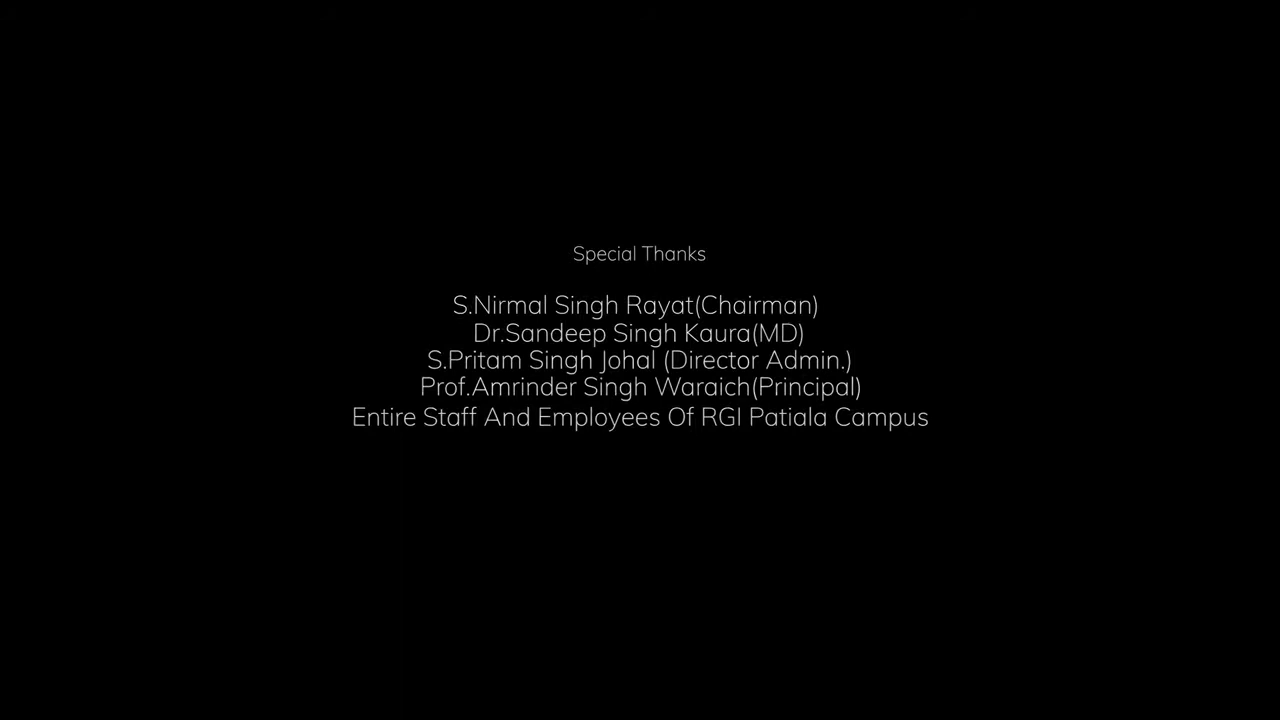 Special Thanks
S.Nirmal Singh Rayat(Chairman)
Dr.Sandeep Singh Kaura(MD)
S.Pritam Singh Johal (Director Admin.)
Prof.Amrinder Singh Waraich(Principal)
Entire Staff And Employees Of RGI Patiala Campus